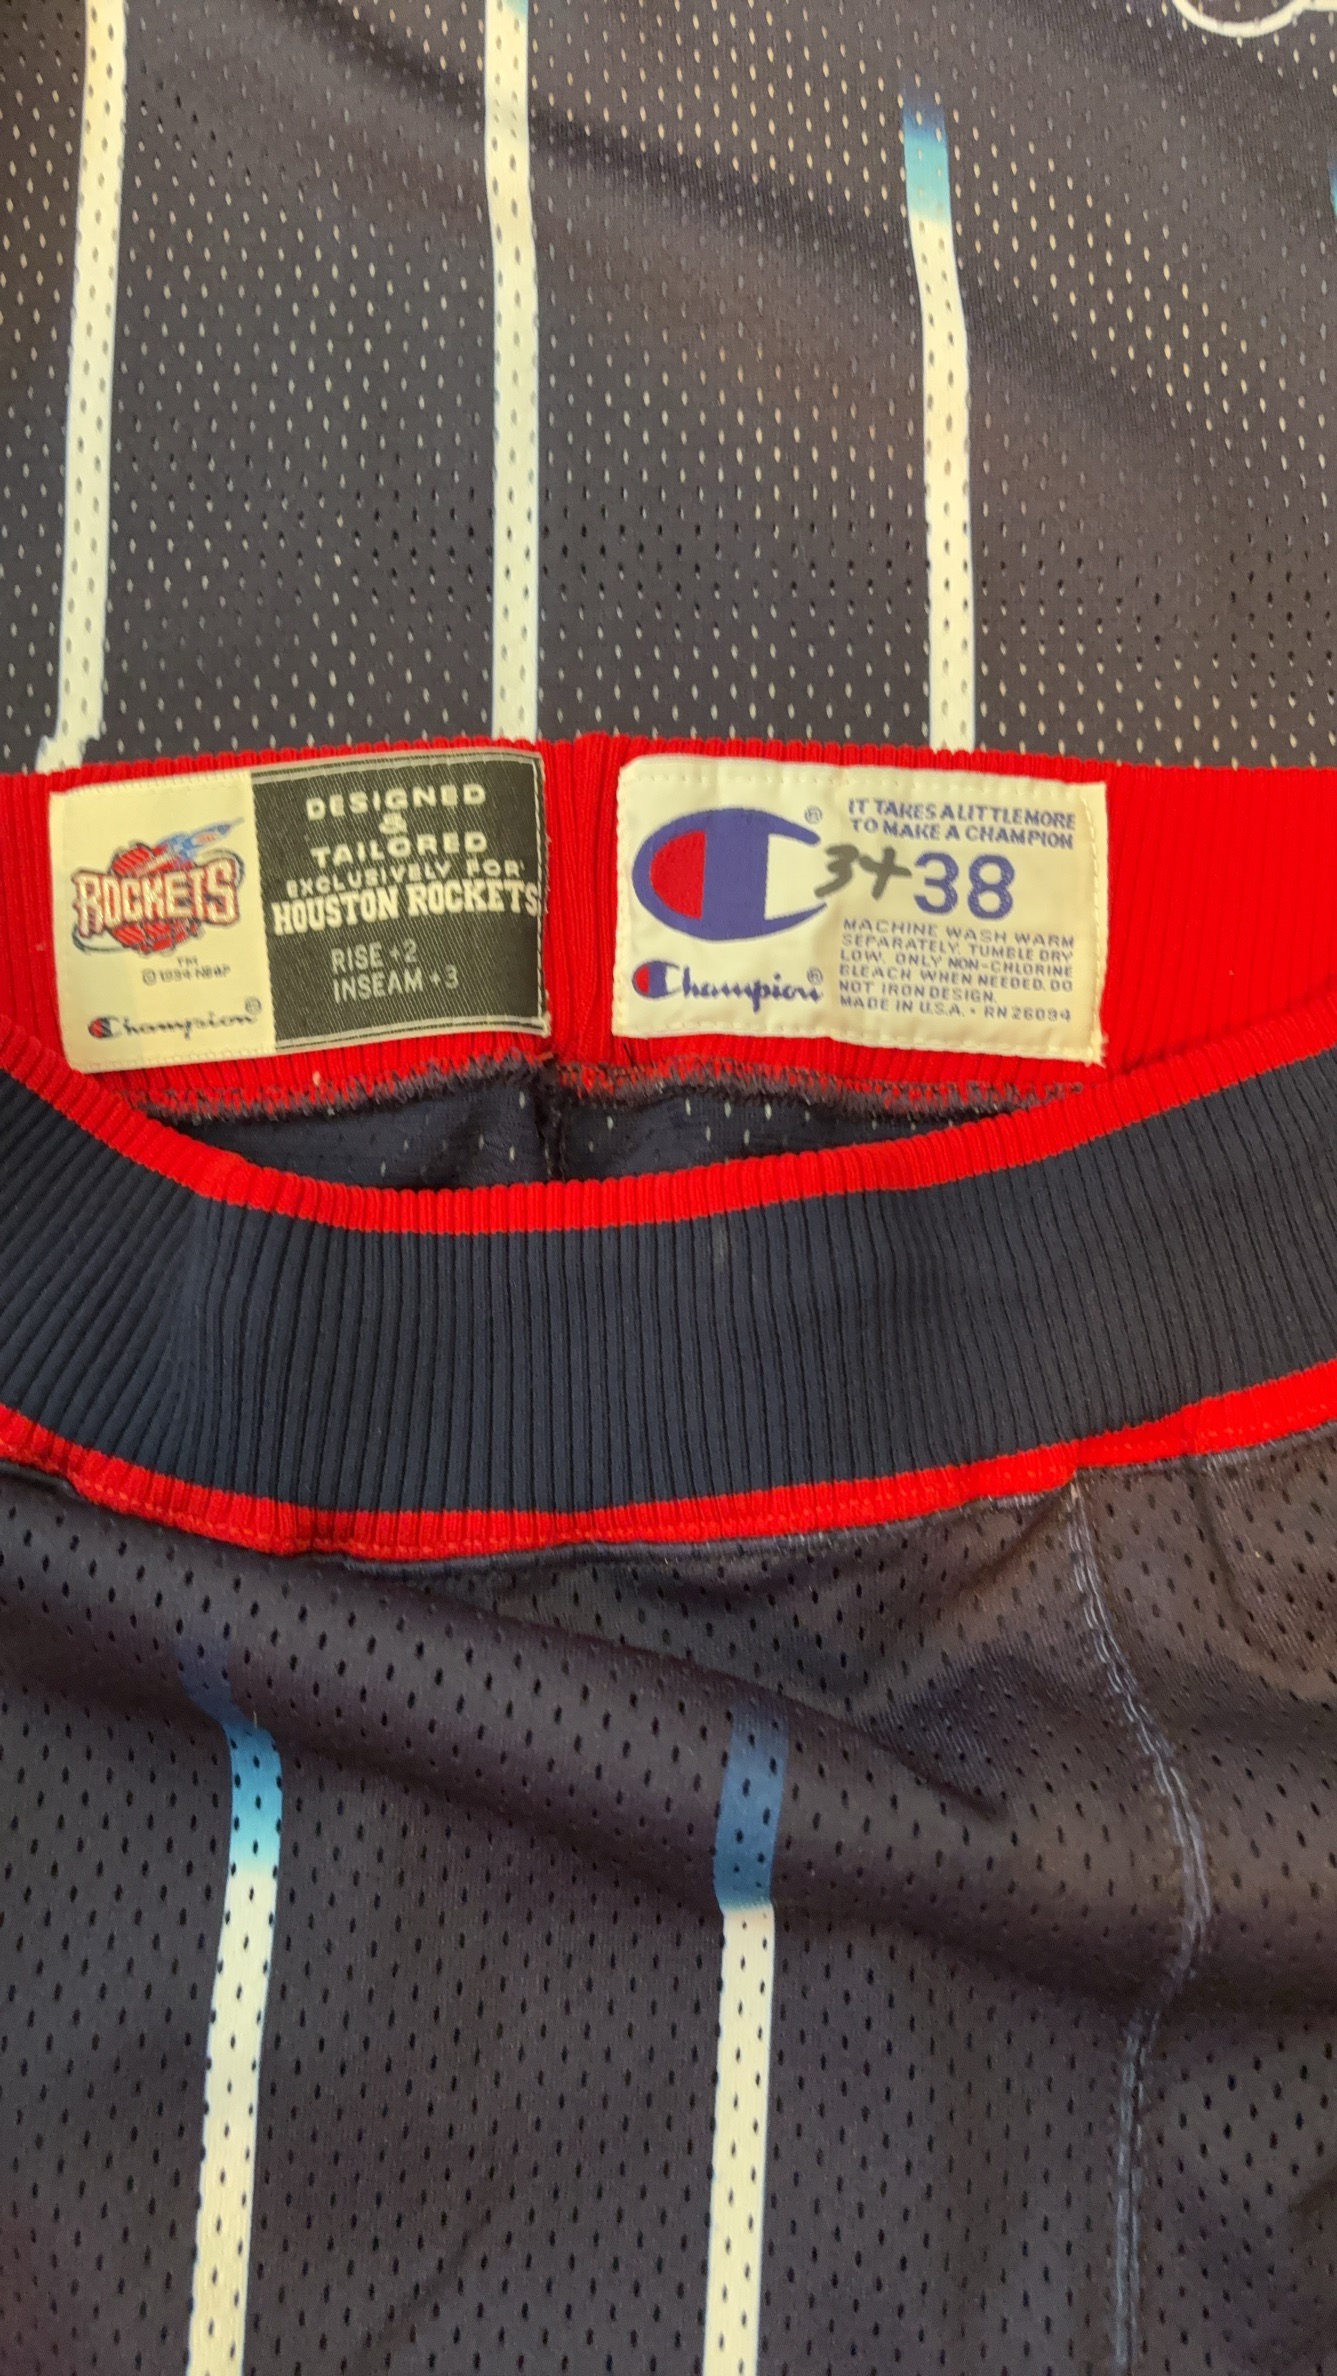 ROCKETS
TM
© 1994 NBAP
Champion®
DESIGNED
&
TAILORED
EXCLUSIVELY FOR
HOUSTON ROCKETS
RISE +2
INSEAM +3
®
IT TAKES A LITTLE MORE
TO MAKE A CHAMPION
34 38
Champion®
MACHINE WASH WARM
SEPARATELY. TUMBLE DRY
LOW. ONLY NON-CHLORINE
BLEACH WHEN NEEDED. DO
NOT IRON DESIGN.
MADE IN U.S.A. • RN 26094